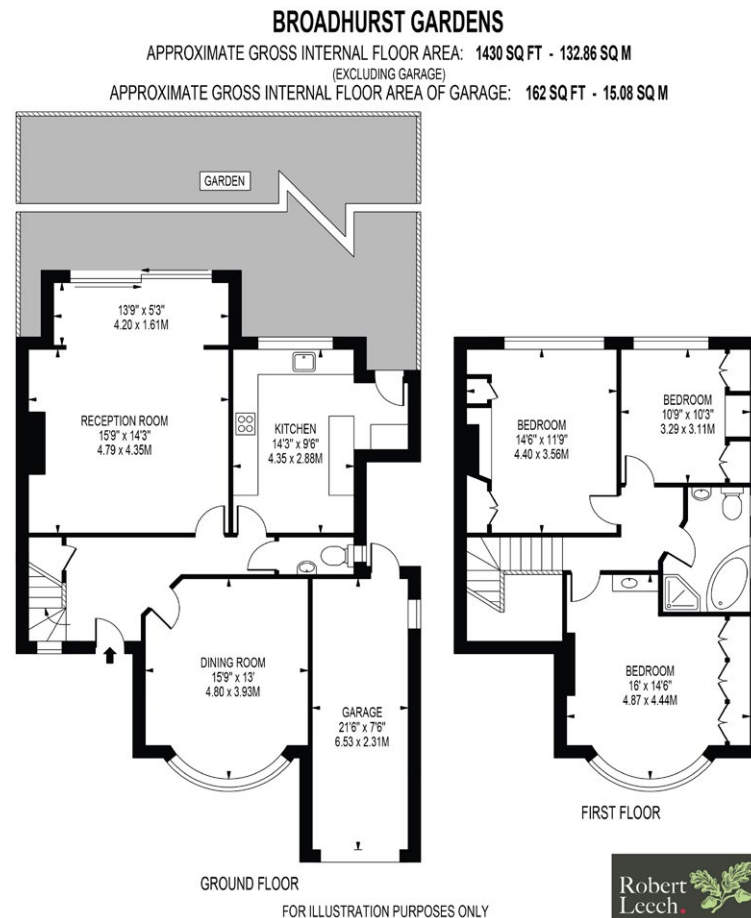 BROADHURST GARDENS
APPROXIMATE GROSS INTERNAL FLOOR AREA: 1430 SQ FT - 132.86 SQ M
(EXCLUDING GARAGE)
APPROXIMATE GROSS INTERNAL FLOOR AREA OF GARAGE: 162 SQ FT - 15.08 SQ M
GARDEN
13'9" x 5'3"
4.20 x 1.61M
RECEPTION ROOM
15'9" x 14'3"
4.79 x 4.35M
KITCHEN
14'3" x 9'6"
4.35 x 2.88M
DINING ROOM
15'9" x 13'
4.80 x 3.93M
GARAGE
21'6" x 7'6"
6.53 x 2.31M
GROUND FLOOR
BEDROOM
14'6" x 11'9"
4.40 x 3.56M
BEDROOM
10'9" x 10'3"
3.29 x 3.11M
BEDROOM
16' x 14'6"
4.87 x 4.44M
FIRST FLOOR
FOR ILLUSTRATION PURPOSES ONLY
Robert
Leech.